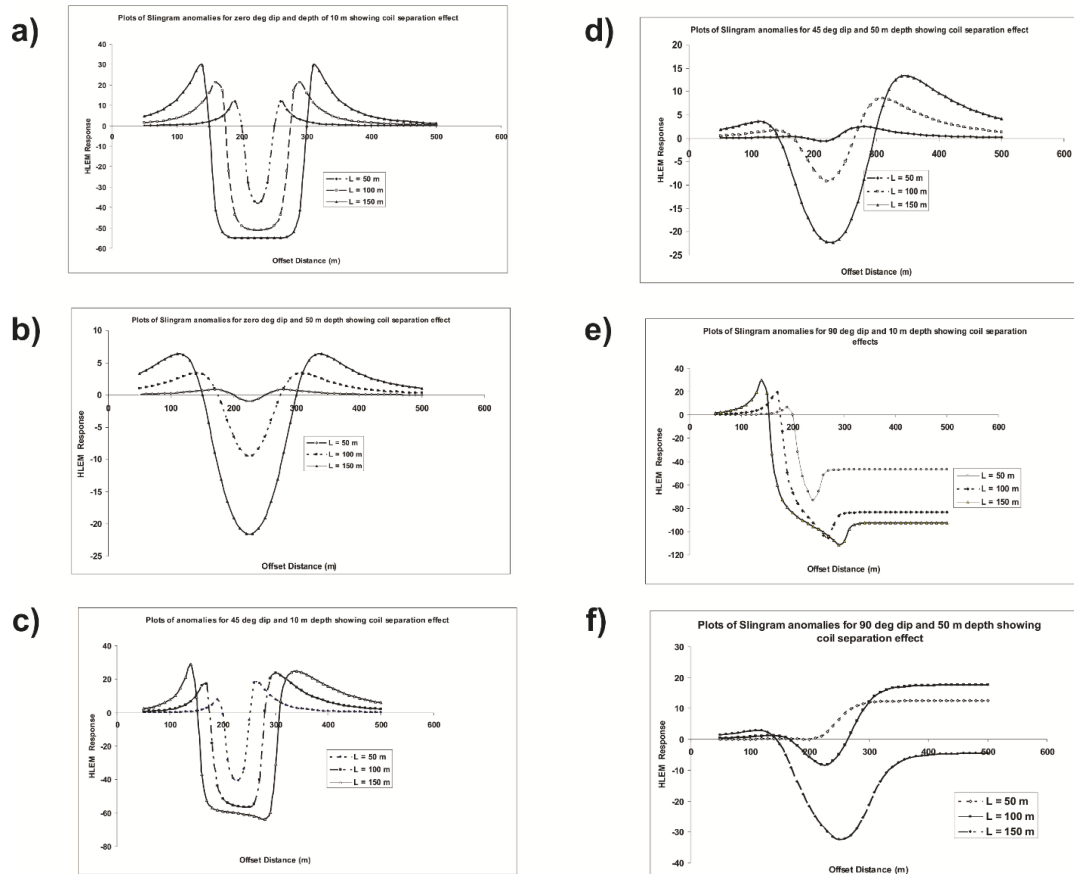 a)
Plots of Slingram anomalies for zero deg dip and depth of 10 m showing coil separation effect
40
30
20
10
0
-10
-20
-30
-40
-50
-60
0 100 200 300 400 500 600
HLEM Response
L = 50 m
L = 100 m
L = 150 m
Offset Distance (m)
b)
Plots of Slingram anomalies for zero deg dip and 50 m depth showing coil separation effect
10
5
0
-5
-10
-15
-20
-25
0 100 200 300 400 500 600
HLEM Response
L = 50 m
L = 100 m
L = 150 m
Offset Distance (m)
c)
Plots of anomalies for 45 deg dip and 10 m depth showing coil separation effect
40
20
0
-20
-40
-60
-80
0 100 200 300 400 500 600
HLEM Response
L = 50 m
L = 100 m
L = 150 m
Offset Distance (m)
d)
Plots of Slingram anomalies for 45 deg dip and 50 m depth showing coil separation effect
20
15
10
5
0
-5
-10
-15
-20
-25
0 100 200 300 400 500 600
HLEM Response
L = 50 m
L = 100 m
L = 150 m
Offset Distance (m)
e)
Plots of Slingram anomalies for 90 deg dip and 10 m depth showing coil separation
effects
40
20
0
-20
-40
-60
-80
-100
-120
0 100 200 300 400 500 600
HLEM Response
L = 50 m
L = 100 m
L = 150 m
Offset Distance (m)
f)
Plots of Slingram anomalies for 90 deg dip and 50 m depth showing
coil separation effect
30
20
10
0
-10
-20
-30
-40
0 100 200 300 400 500 600
HLEM Response
L = 50 m
L = 100 m
L = 150 m
Offset Distance (m)